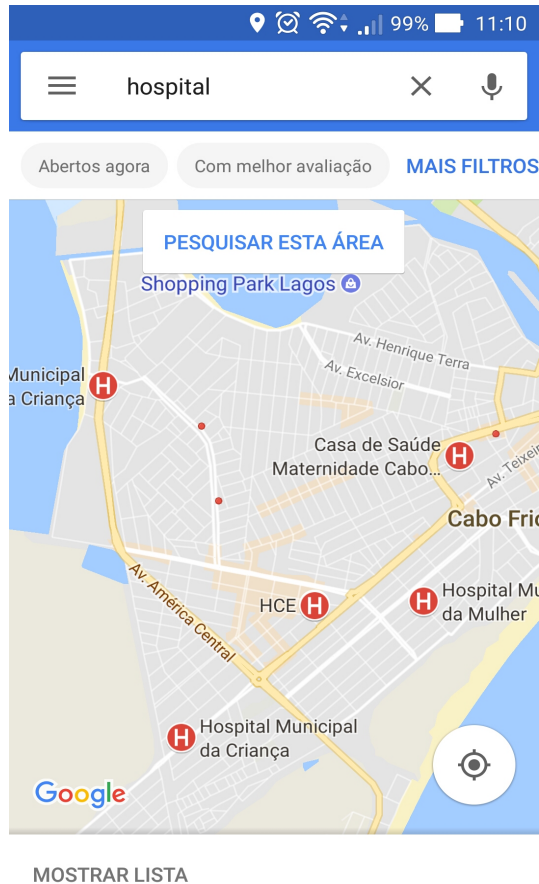 99% 11:10
hospital
Abertos agora Com melhor avaliação MAIS FILTROS
PESQUISAR ESTA ÁREA
Shopping Park Lagos
Av. Henrique Terra
Av. Excelsior
Municipal
a Criança
H
Casa de Saúde
Maternidade Cabo...
H
Av. Teixei
Cabo Fric
HCE H
H Hospital Mu
da Mulher
Av. América Central
H Hospital Municipal
da Criança
Google
MOSTRAR LISTA